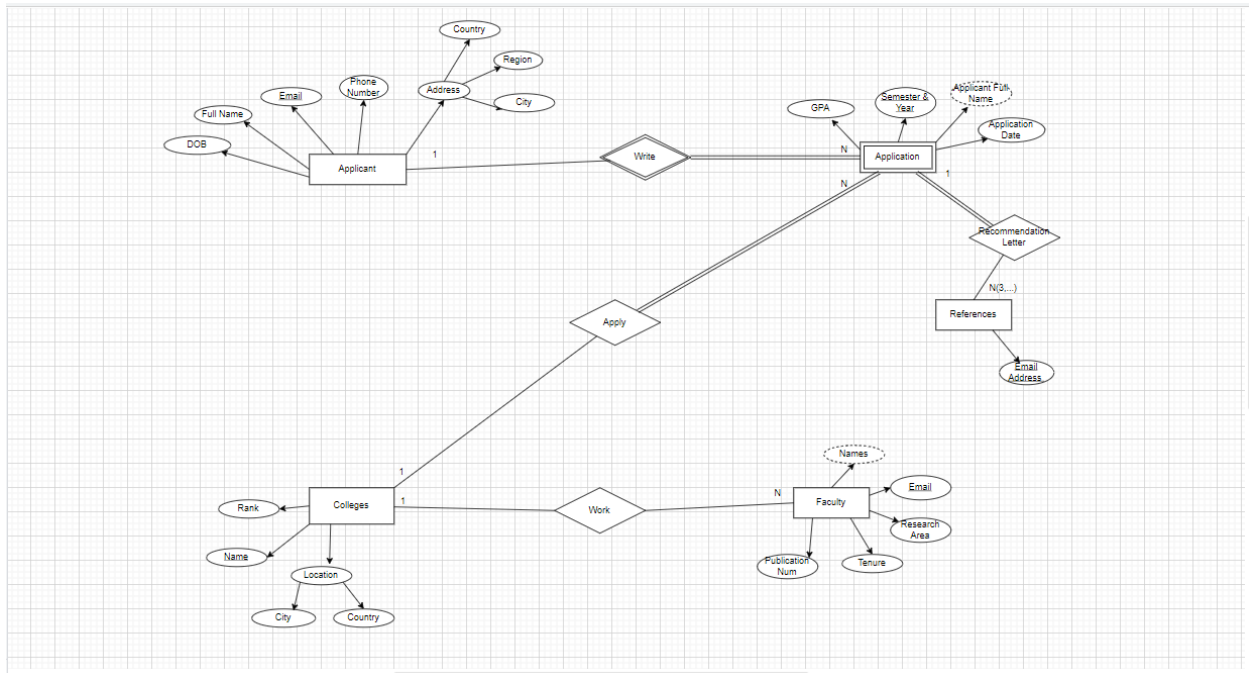 Country
Region
Address
City
Phone
Number
Email
Full Name
DOB
Applicant
1
Write
N
GPA
Semester &
Year
Applicant Full
Name
Application
Date
Application
N
1
Recommendation
Letter
N(3,...)
References
Email
Address
Apply
1
Colleges
1
Rank
Name
Location
City
Country
Work
N
Faculty
Names
Email
Research
Area
Tenure
Publication
Num